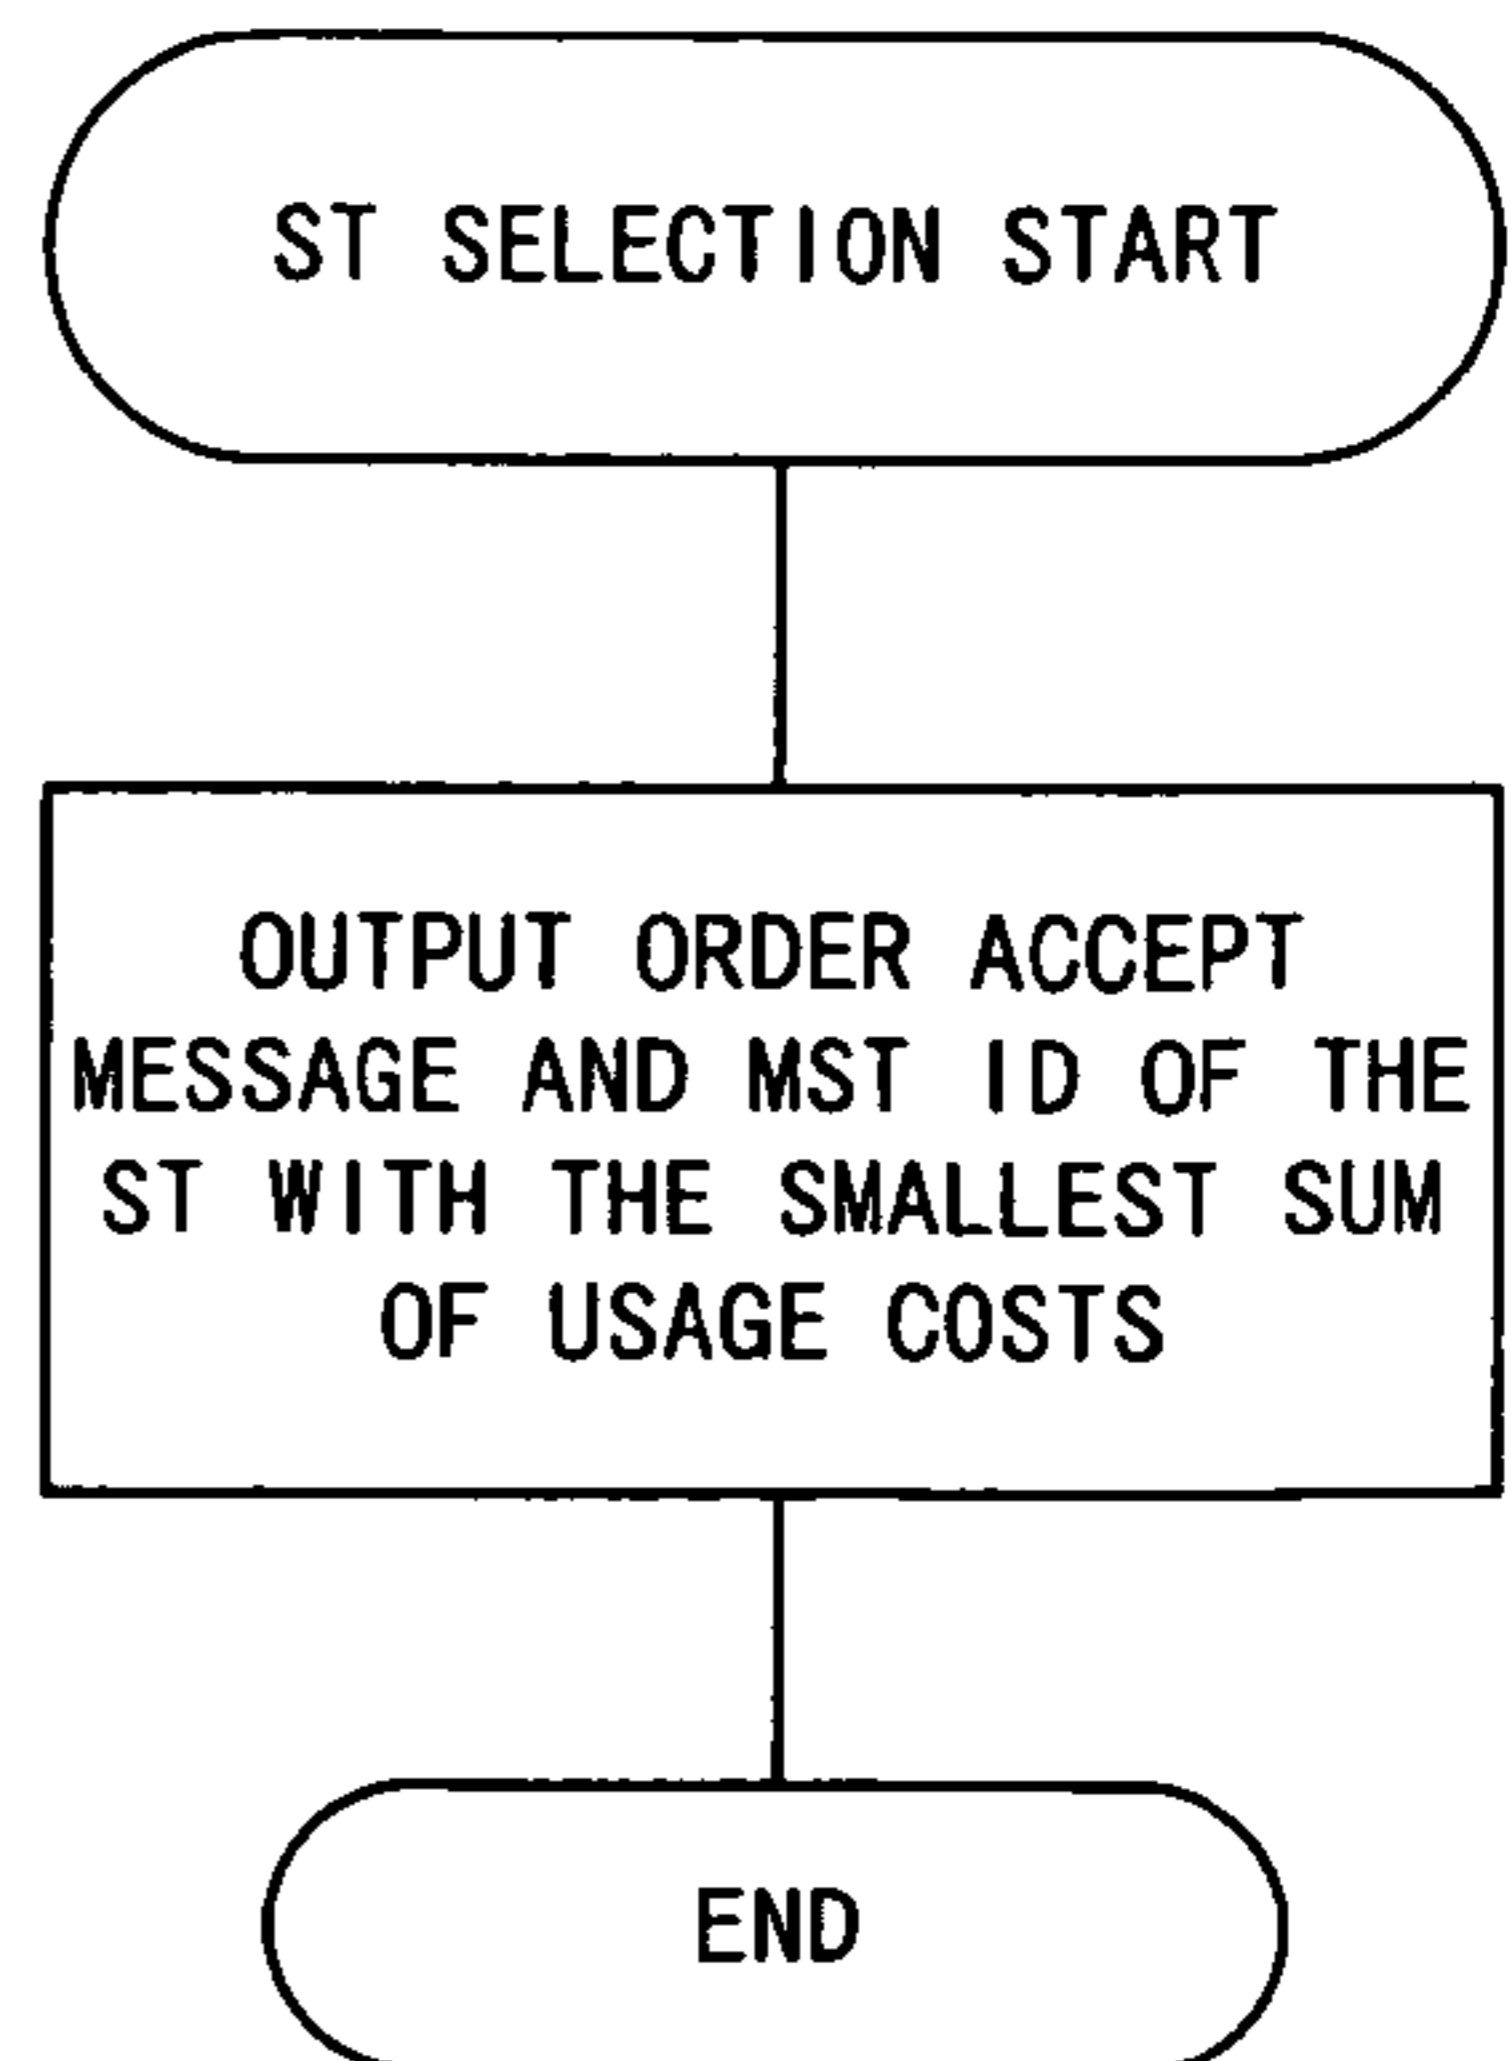 ST SELECTION START
OUTPUT ORDER ACCEPT
MESSAGE AND MST ID OF THE
ST WITH THE SMALLEST SUM
OF USAGE COSTS
END